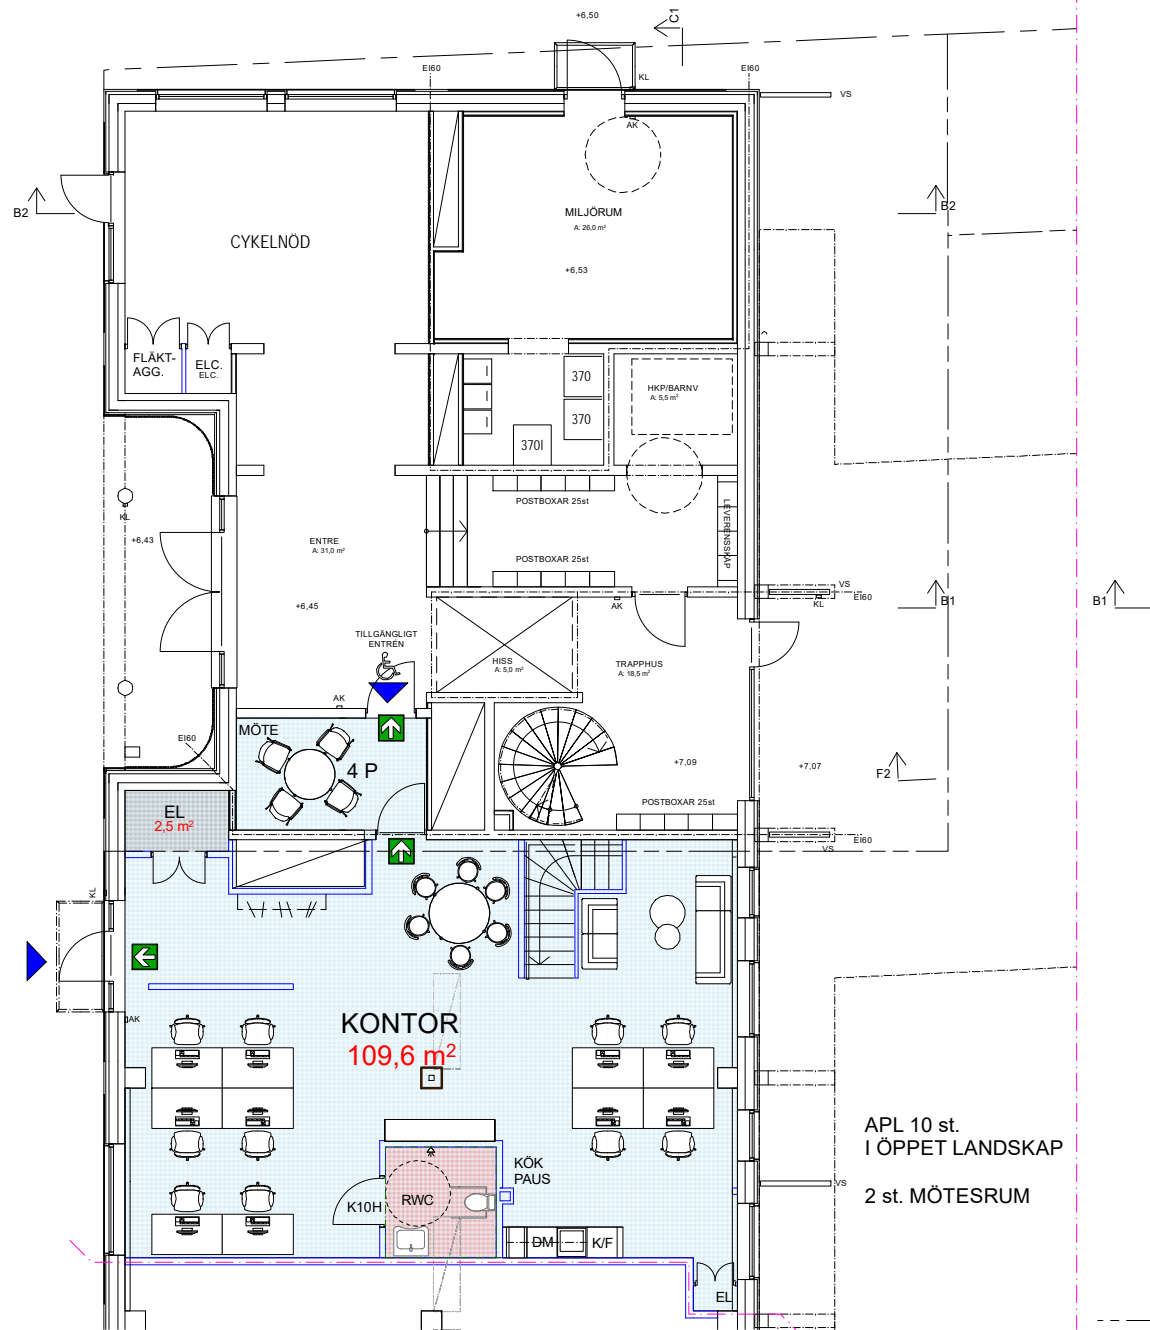 +6,50
C1
EI60
EI60
KL
VS
AK
B2
B2
MILJÖRUM
A: 26,0 m²
CYKELNÖD
+6,53
FLÄKT-
AGG.
ELC.
ELC.
370
370
370l
HKP/BARNV
A: 5,5 m²
POSTBOXAR 25st
LEVERENSSKÅP
KL
+6,43
ENTRE
A: 31,0 m²
POSTBOXAR 25st
VS
EI60
KL
B1
B1
+6,45
AK
TILLGÄNGLIGT
ENTRÉN
HISS
A: 5,0 m²
TRAPPHUS
A: 18,5 m²
AK
MÖTE
EI60
4 P
+7,09
+7,07
F2
POSTBOXAR 25st
EL
2,5 m²
EI60
VS
KL
AK
KONTOR
109,6 m²
APL 10 st.
I ÖPPET LANDSKAP
2 st. MÖTESRUM
KÖK
PAUS
VS
K10H
RWC
DM
K/F
EL